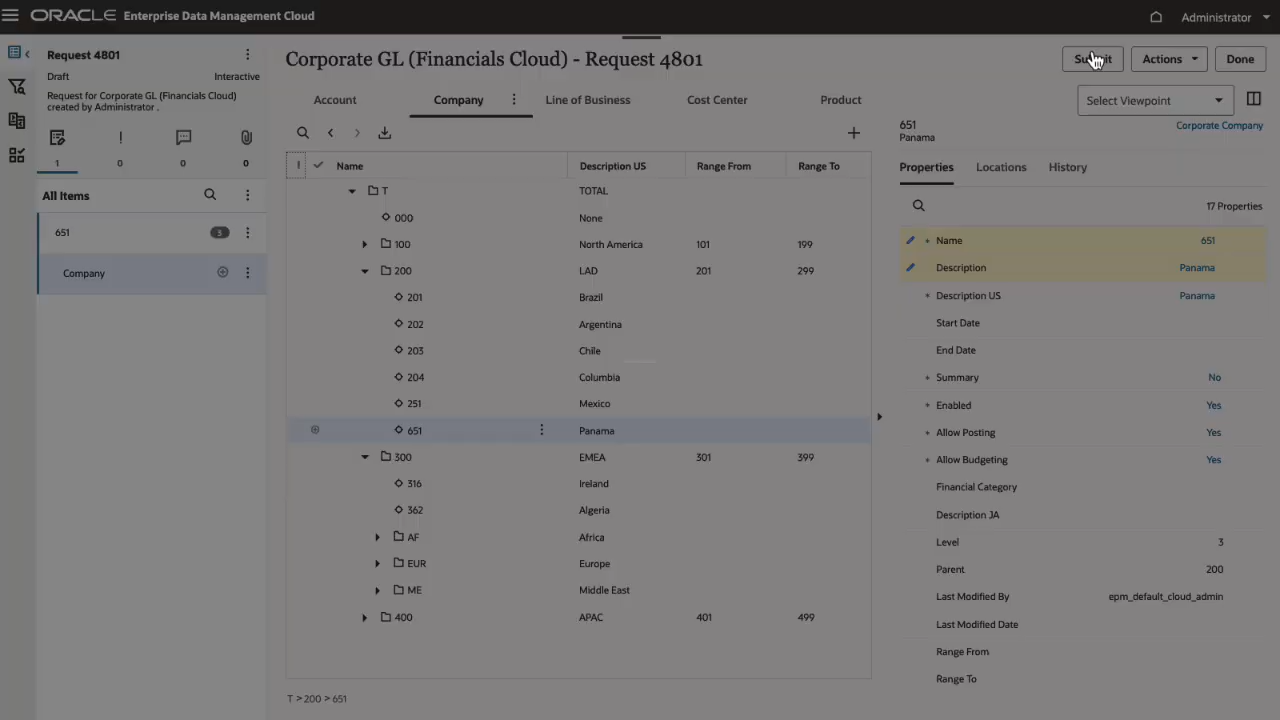 ORACLE Enterprise Data Management Cloud
Administrator
Request 4801
Draft
Interactive
Request for Corporate GL (Financials Cloud)
created by Administrator .
1
0
0
0
All Items
651
3
Company
Corporate GL (Financials Cloud) - Request 4801
Submit
Actions
Done
Account
Company
Line of Business
Cost Center
Product
Select Viewpoint
Name Description US Range From Range To
T TOTAL
000 None
100 North America 101 199
200 LAD 201 299
201 Brazil
202 Argentina
203 Chile
204 Columbia
251 Mexico
651 Panama
300 EMEA 301 399
316 Ireland
362 Algeria
AF Africa
EUR Europe
ME Middle East
400 APAC 401 499
T > 200 > 651
651
Panama
Corporate Company
Properties
Locations
History
17 Properties
Name 651
Description Panama
Description US Panama
Start Date
End Date
Summary No
Enabled Yes
Allow Posting Yes
Allow Budgeting Yes
Financial Category
Description JA
Level 3
Parent 200
Last Modified By epm_default_cloud_admin
Last Modified Date
Range From
Range To